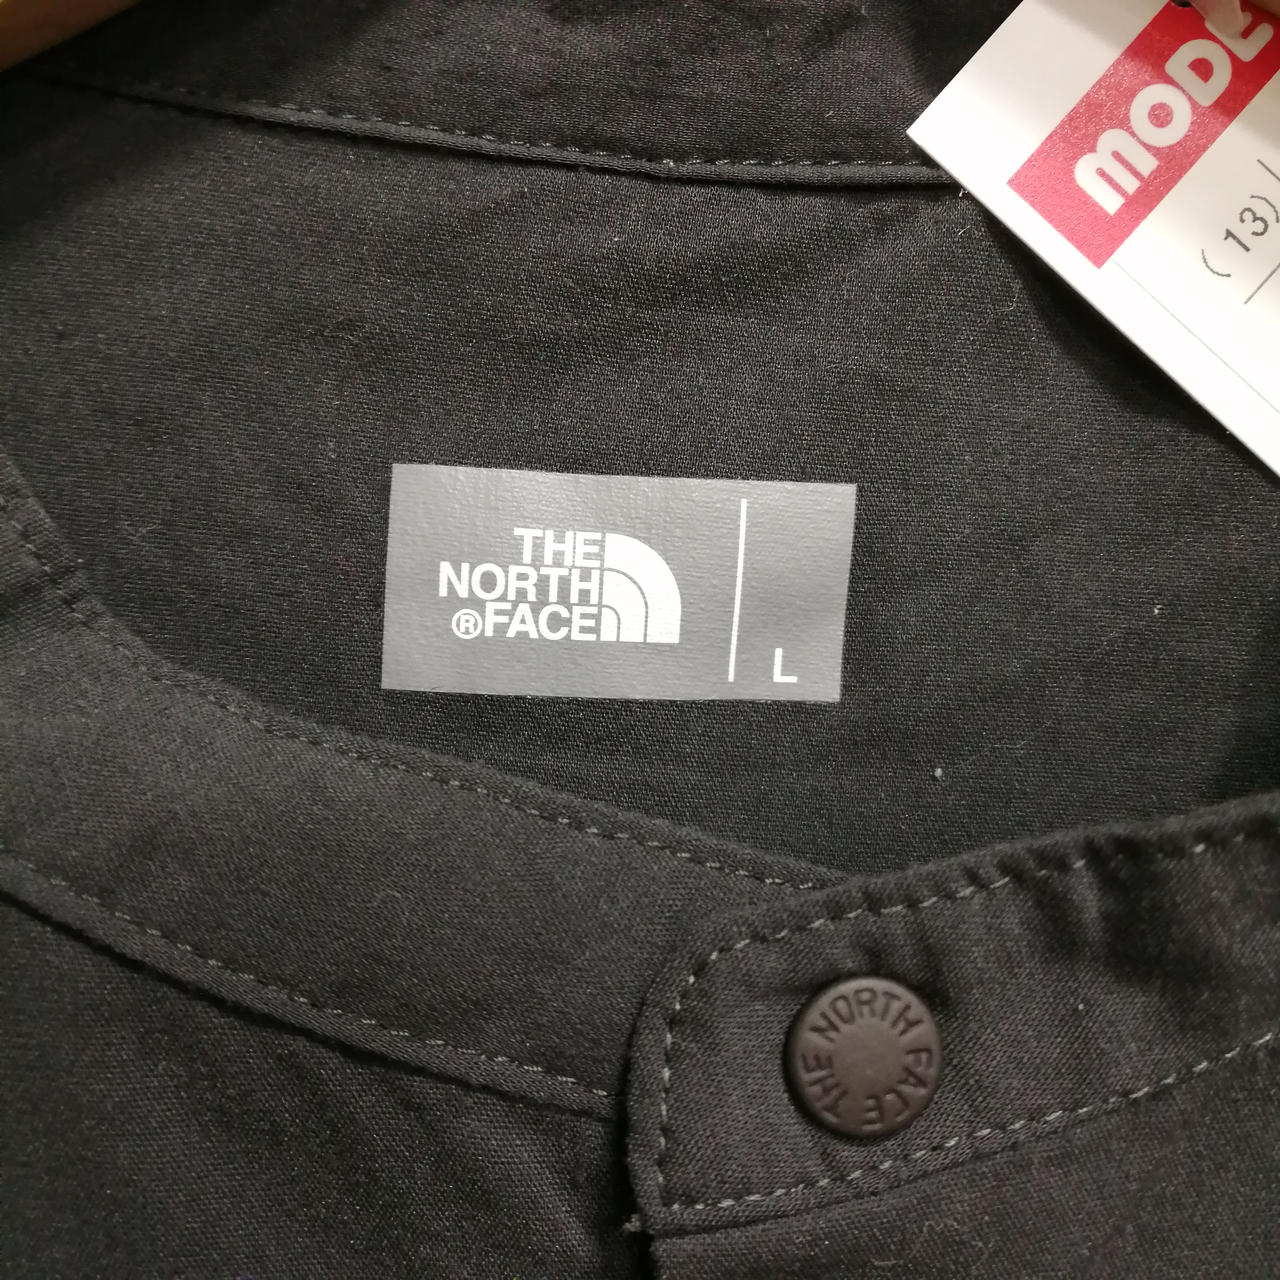 MODE
(13)
THE
NORTH
®FACE
L
THE NORTH FACE